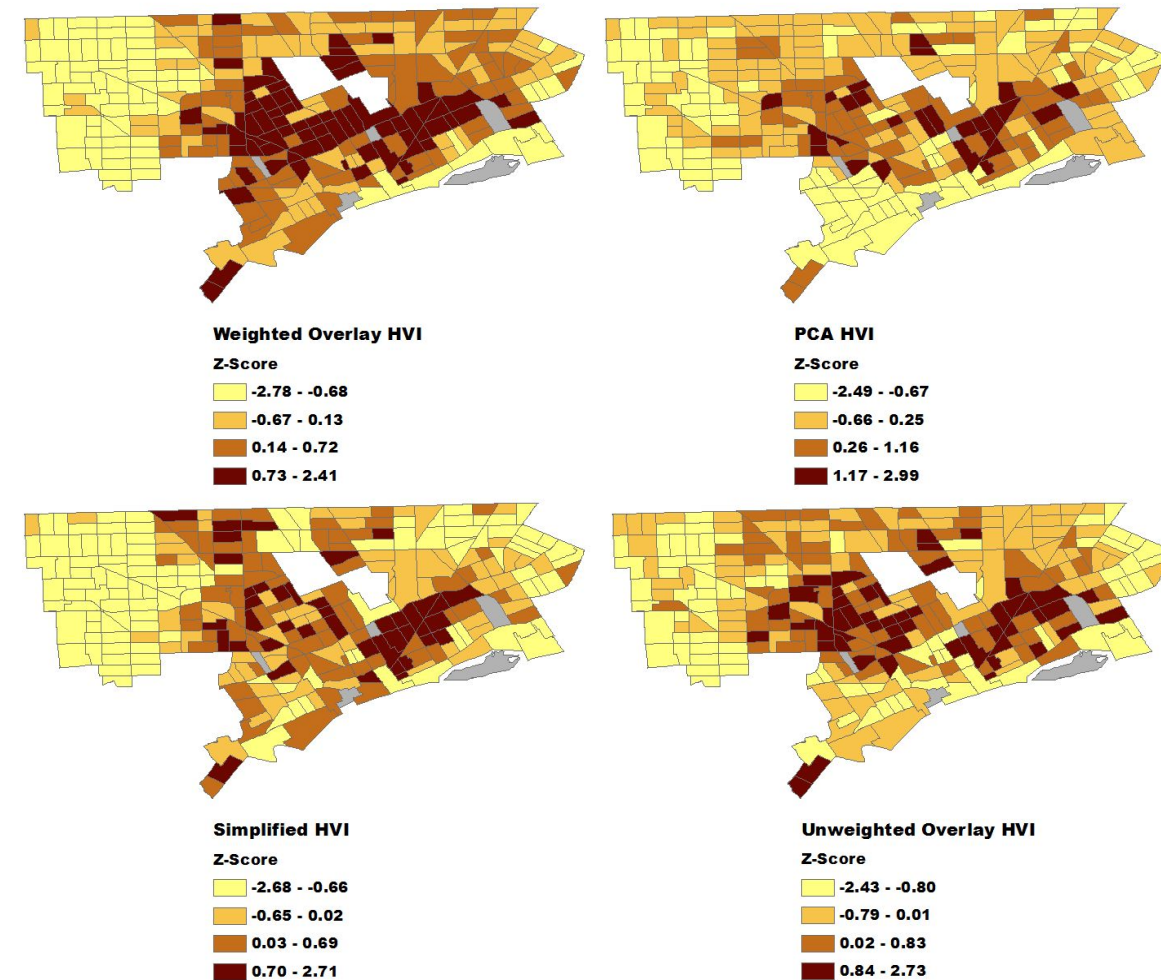 Weighted Overlay HVI
Z-Score
-2.78 - -0.68
-0.67 - 0.13
0.14 - 0.72
0.73 - 2.41
PCA HVI
Z-Score
-2.49 - -0.67
-0.66 - 0.25
0.26 - 1.16
1.17 - 2.99
Simplified HVI
Z-Score
-2.68 - -0.66
-0.65 - 0.02
0.03 - 0.69
0.70 - 2.71
Unweighted Overlay HVI
Z-Score
-2.43 - -0.80
-0.79 - 0.01
0.02 - 0.83
0.84 - 2.73